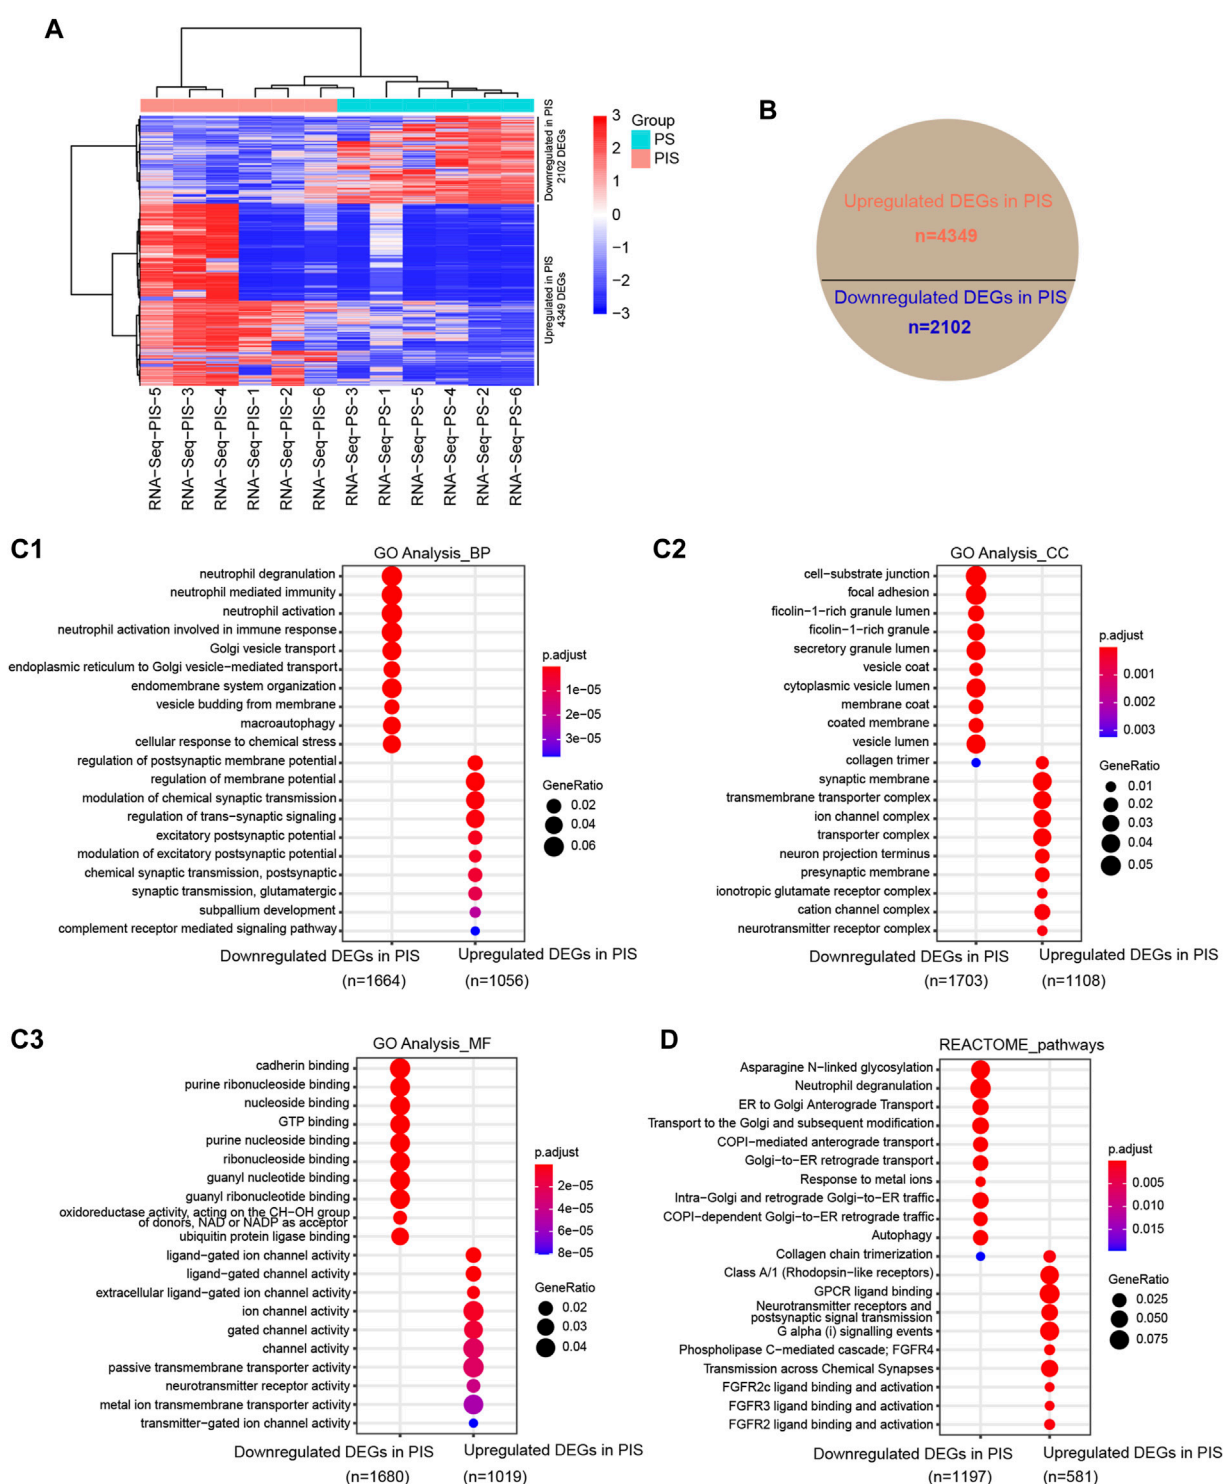 A
Downregulated in PIS
2102 DEGs
Upregulated in PIS
4349 DEGs
3
2
1
0
−1
−2
−3
Group
PS
PIS
RNA−Seq−PIS−5
RNA−Seq−PIS−3
RNA−Seq−PIS−4
RNA−Seq−PIS−1
RNA−Seq−PIS−2
RNA−Seq−PIS−6
RNA−Seq−PS−3
RNA−Seq−PS−1
RNA−Seq−PS−5
RNA−Seq−PS−4
RNA−Seq−PS−2
RNA−Seq−PS−6
B
Upregulated DEGs in PIS
n=4349
Downregulated DEGs in PIS
n=2102
C1
GO Analysis_BP
neutrophil degranulation
neutrophil mediated immunity
neutrophil activation
neutrophil activation involved in immune response
Golgi vesicle transport
endoplasmic reticulum to Golgi vesicle−mediated transport
endomembrane system organization
vesicle budding from membrane
macroautophagy
cellular response to chemical stress
regulation of postsynaptic membrane potential
regulation of membrane potential
modulation of chemical synaptic transmission
regulation of trans−synaptic signaling
excitatory postsynaptic potential
modulation of excitatory postsynaptic potential
chemical synaptic transmission, postsynaptic
synaptic transmission, glutamatergic
subpallium development
complement receptor mediated signaling pathway
Downregulated DEGs in PIS
(n=1664)
Upregulated DEGs in PIS
(n=1056)
p.adjust
1e−05
2e−05
3e−05
GeneRatio
0.02
0.04
0.06
C2
GO Analysis_CC
cell−substrate junction
focal adhesion
ficolin−1−rich granule lumen
ficolin−1−rich granule
secretory granule lumen
vesicle coat
cytoplasmic vesicle lumen
membrane coat
coated membrane
vesicle lumen
collagen trimer
synaptic membrane
transmembrane transporter complex
ion channel complex
transporter complex
neuron projection terminus
presynaptic membrane
ionotropic glutamate receptor complex
cation channel complex
neurotransmitter receptor complex
Downregulated DEGs in PIS
(n=1703)
Upregulated DEGs in PIS
(n=1108)
p.adjust
0.001
0.002
0.003
GeneRatio
0.01
0.02
0.03
0.04
0.05
C3
GO Analysis_MF
cadherin binding
purine ribonucleoside binding
nucleoside binding
GTP binding
purine nucleoside binding
ribonucleoside binding
guanyl nucleotide binding
guanyl ribonucleotide binding
oxidoreductase activity, acting on the CH−OH group
of donors, NAD or NADP as acceptor
ubiquitin protein ligase binding
ligand−gated ion channel activity
ligand−gated channel activity
extracellular ligand−gated ion channel activity
ion channel activity
gated channel activity
channel activity
passive transmembrane transporter activity
neurotransmitter receptor activity
metal ion transmembrane transporter activity
transmitter−gated ion channel activity
Downregulated DEGs in PIS
(n=1680)
Upregulated DEGs in PIS
(n=1019)
p.adjust
2e−05
4e−05
6e−05
8e−05
GeneRatio
0.02
0.03
0.04
D
REACTOME_pathways
Asparagine N−linked glycosylation
Neutrophil degranulation
ER to Golgi Anterograde Transport
Transport to the Golgi and subsequent modification
COPI−mediated anterograde transport
Golgi−to−ER retrograde transport
Response to metal ions
Intra−Golgi and retrograde Golgi−to−ER traffic
COPI−dependent Golgi−to−ER retrograde traffic
Autophagy
Collagen chain trimerization
Class A/1 (Rhodopsin−like receptors)
GPCR ligand binding
Neurotransmitter receptors and
postsynaptic signal transmission
G alpha (i) signalling events
Phospholipase C−mediated cascade; FGFR4
Transmission across Chemical Synapses
FGFR2c ligand binding and activation
FGFR3 ligand binding and activation
FGFR2 ligand binding and activation
Downregulated DEGs in PIS
(n=1197)
Upregulated DEGs in PIS
(n=581)
p.adjust
0.005
0.010
0.015
GeneRatio
0.025
0.050
0.075